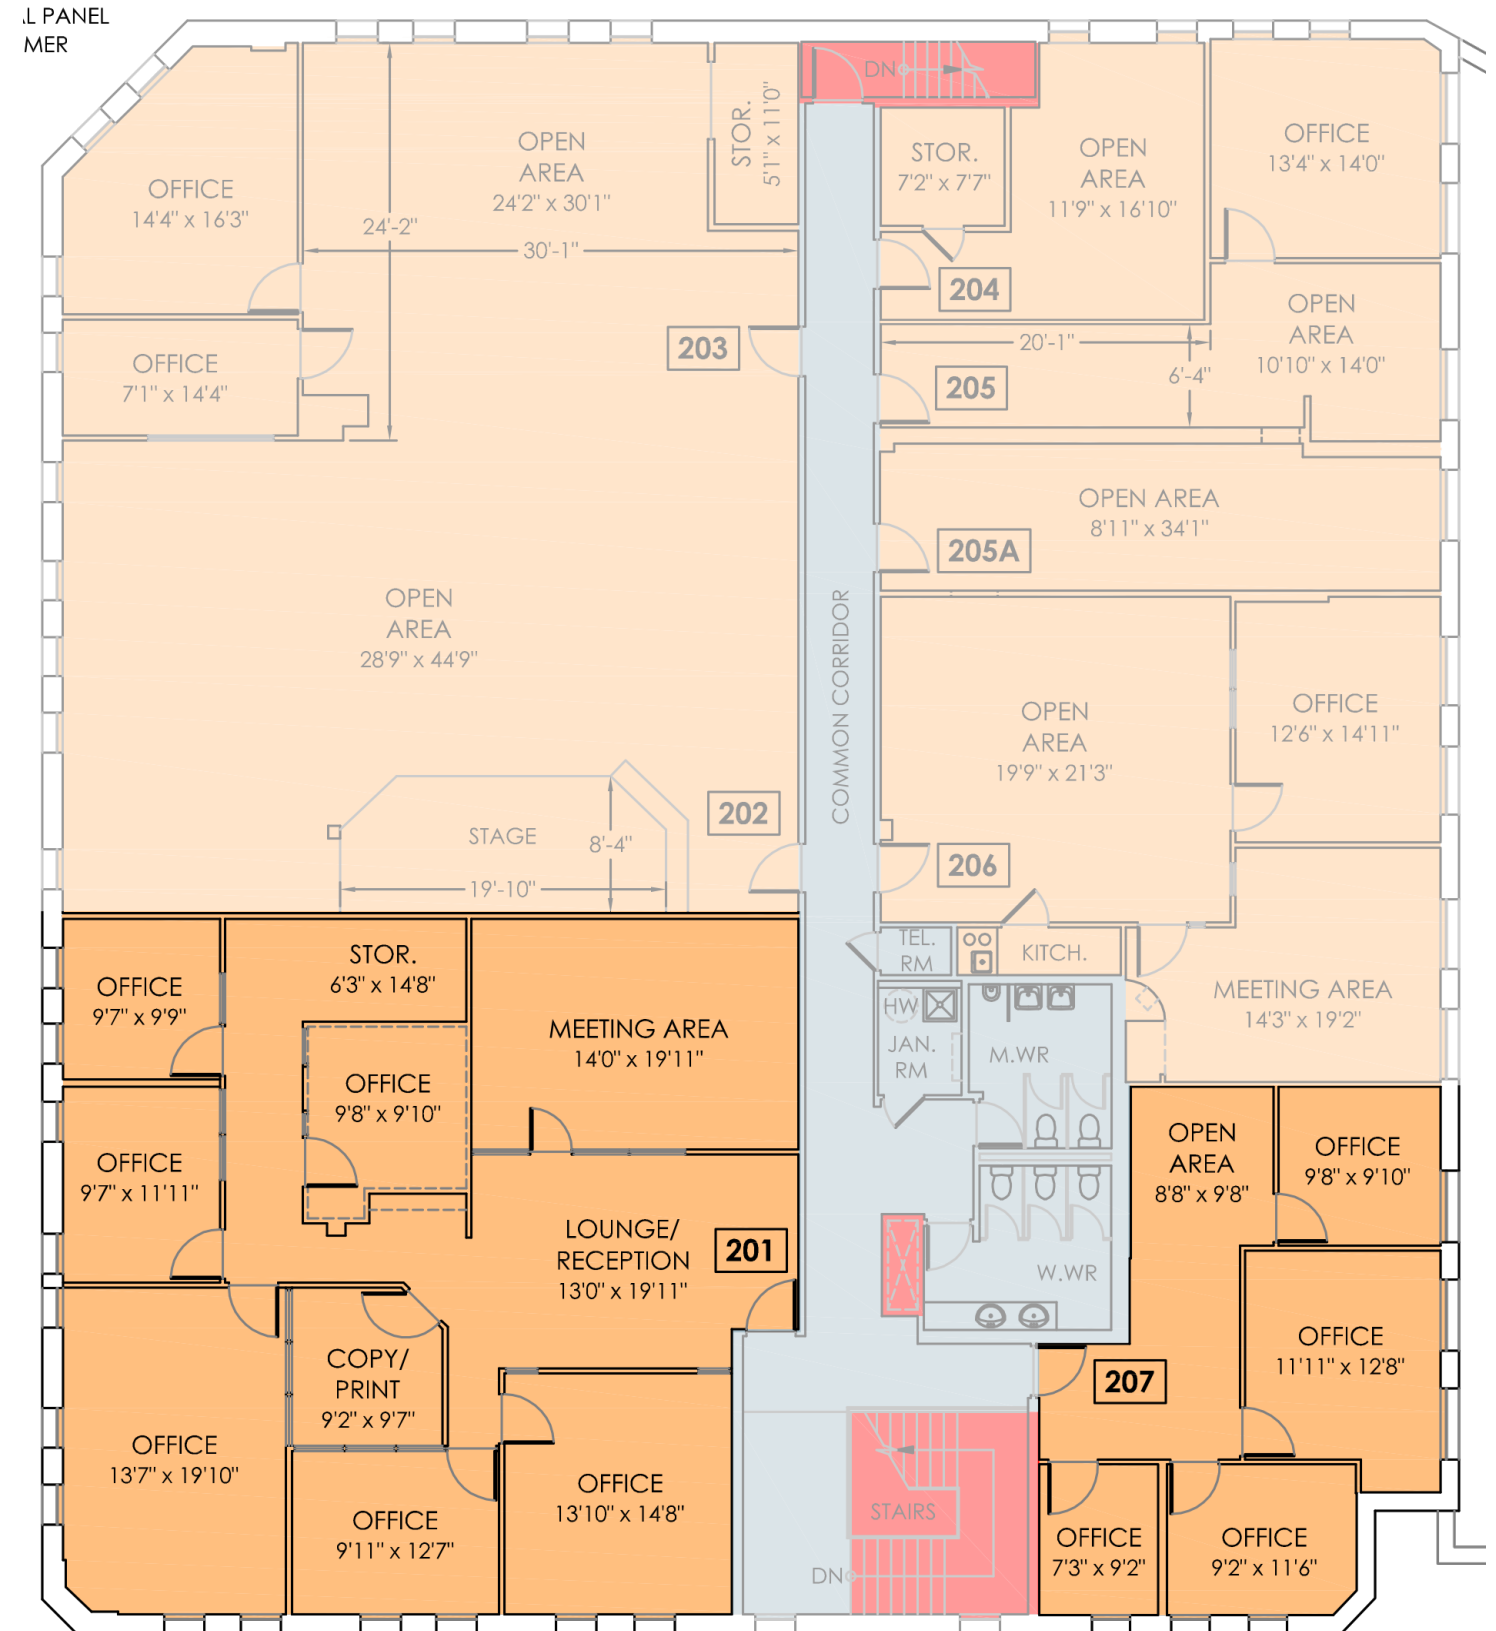 L PANEL
MER
OFFICE
14'4" x 16'3"
OPEN
AREA
24'2" x 30'1"
24'-2"
30'-1"
STOR.
5'1" x 11'0"
DN
STOR.
7'2" x 7'7"
OPEN
AREA
11'9" x 16'10"
OFFICE
13'4" x 14'0"
204
OFFICE
7'1" x 14'4"
203
20'-1"
6'-4"
OPEN
AREA
10'10" x 14'0"
205
OPEN AREA
8'11" x 34'1"
205A
OPEN
AREA
28'9" x 44'9"
COMMON CORRIDOR
OPEN
AREA
19'9" x 21'3"
OFFICE
12'6" x 14'11"
STAGE
8'-4"
19'-10"
202
206
TEL.
RM
KITCH.
MEETING AREA
14'3" x 19'2"
OFFICE
9'7" x 9'9"
STOR.
6'3" x 14'8"
MEETING AREA
14'0" x 19'11"
HW
JAN.
RM
M.WR
OFFICE
9'8" x 9'10"
OFFICE
9'7" x 11'11"
OPEN
AREA
8'8" x 9'8"
OFFICE
9'8" x 9'10"
LOUNGE/
RECEPTION
13'0" x 19'11"
201
W.WR
COPY/
PRINT
9'2" x 9'7"
OFFICE
11'11" x 12'8"
207
OFFICE
13'7" x 19'10"
OFFICE
9'11" x 12'7"
OFFICE
13'10" x 14'8"
STAIRS
DN
OFFICE
7'3" x 9'2"
OFFICE
9'2" x 11'6"